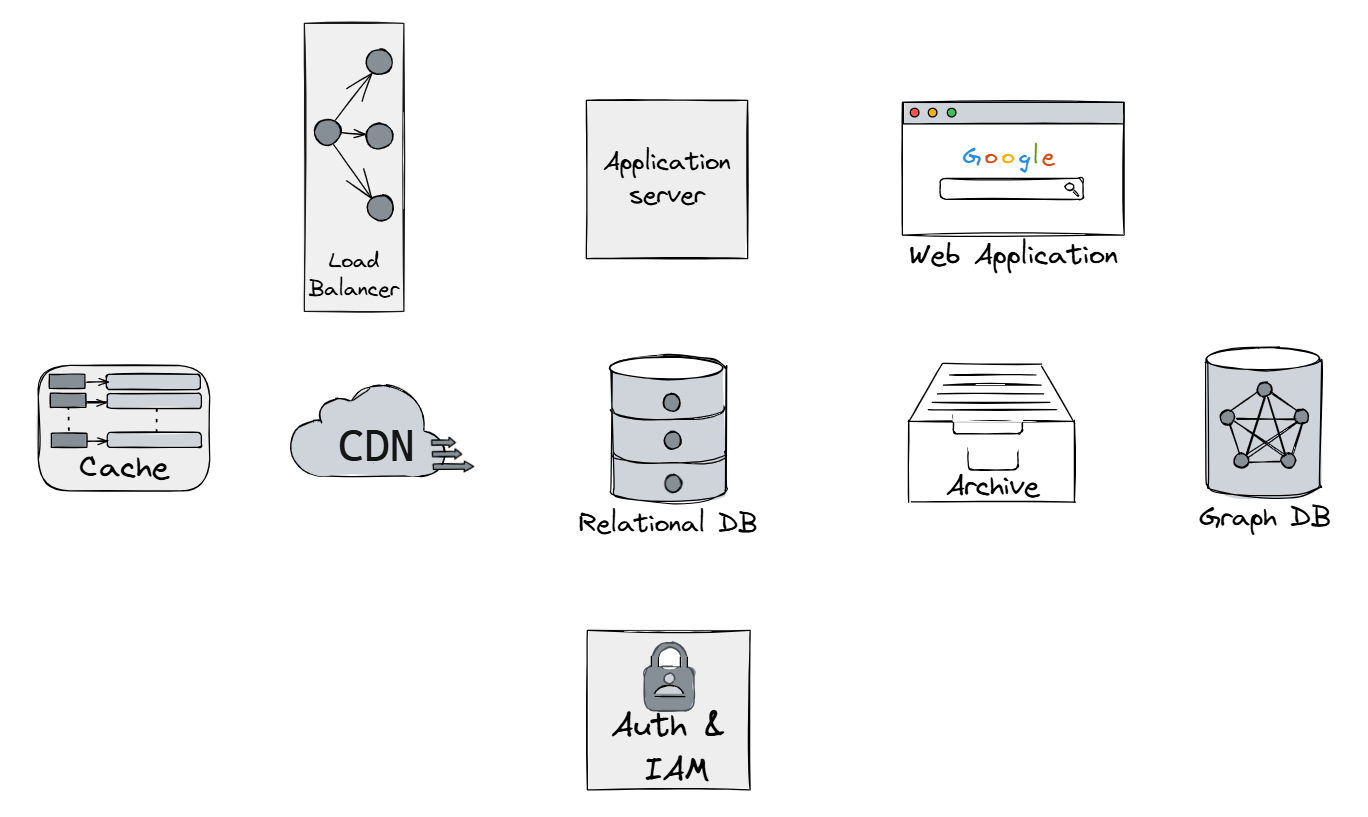 Load
Balancer
Application
server
Google
Web Application
Cache
CDN
Relational DB
Archive
Graph DB
Auth &
IAM